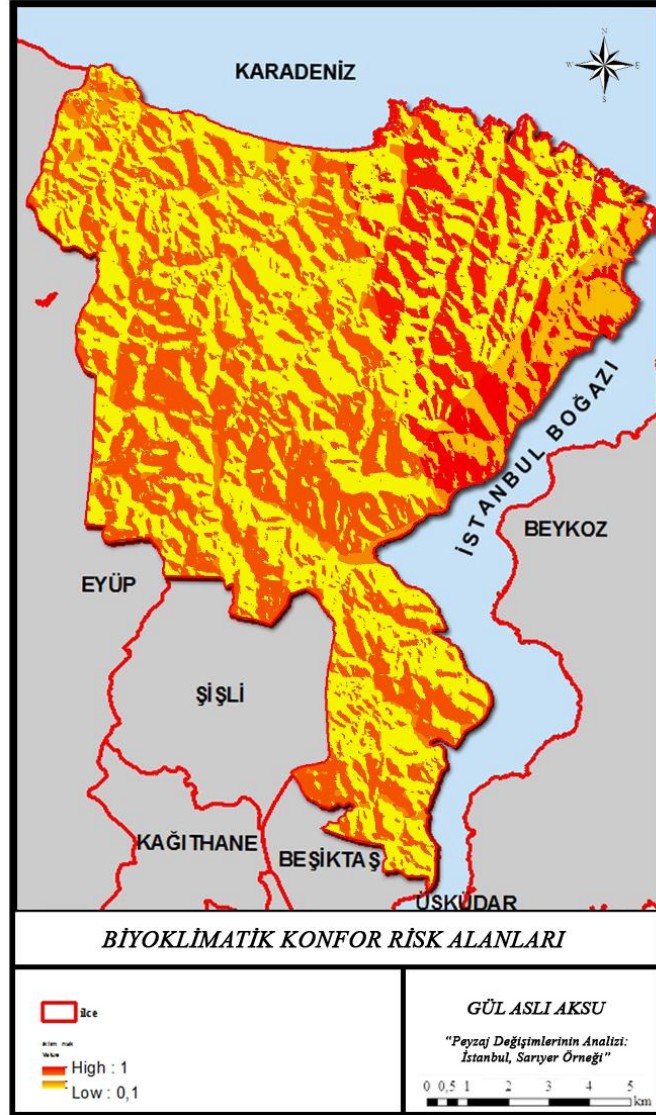 KARADENİZ
N
W
E
S
İSTANBUL BOĞAZI
BEYKOZ
EYÜP
ŞİŞLİ
KAĞITHANE
BEŞİKTAŞ
ÜSKÜDAR
BİYOKLİMATİK KONFOR RİSK ALANLARI
ilce
Value
High : 1
Low : 0,1
GÜL ASLI AKSU
"Peyzaj Değişimlerinin Analizi:
İstanbul, Sarıyer Örneği"
0 0,5 1 2 3 4 5
km